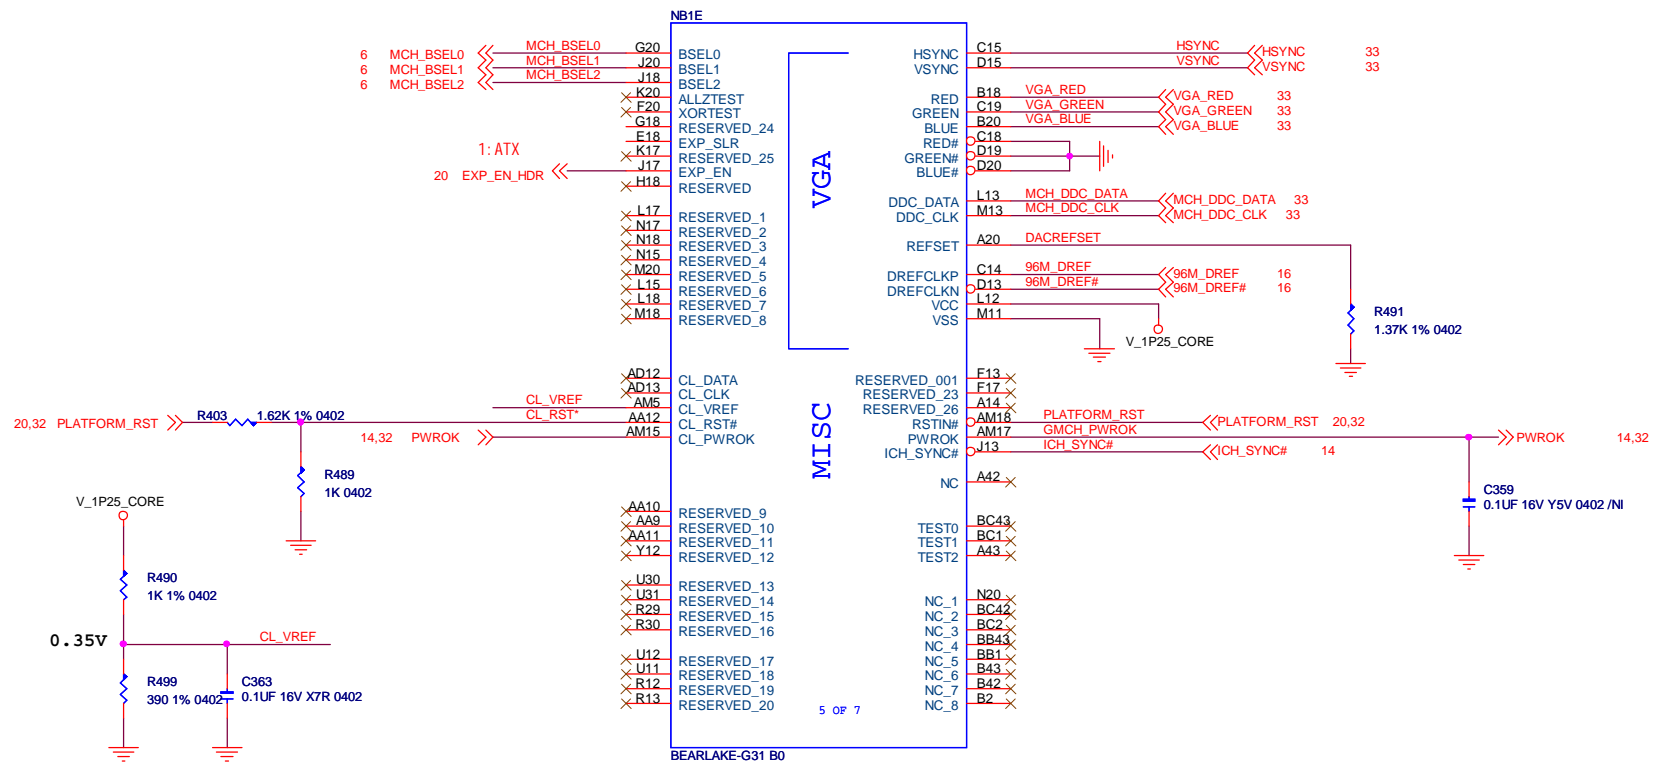 NB1E
6 MCH_BSEL0 MCH_BSEL0 G20 BSEL0
6 MCH_BSEL1 MCH_BSEL1 J20 BSEL1
6 MCH_BSEL2 MCH_BSEL2 J18 BSEL2
K20 ALLZTEST
F20 XORTEST
G18 RESERVED_24
E18 EXP_SLR
1: ATX
K17 RESERVED_25
20 EXP_EN_HDR J17 EXP_EN
H18 RESERVED
L17 RESERVED_1
N17 RESERVED_2
N18 RESERVED_3
N15 RESERVED_4
M20 RESERVED_5
L15 RESERVED_6
L18 RESERVED_7
M18 RESERVED_8
AD12 CL_DATA
AD13 CL_CLK
CL_VREF AM5 CL_VREF
20,32 PLATFORM_RST R403 1.62K 1% 0402 CL_RST* AA12 CL_RST#
14,32 PWROK AM15 CL_PWROK
R489
1K 0402
V_1P25_CORE
AA10 RESERVED_9
AA9 RESERVED_10
AA11 RESERVED_11
Y12 RESERVED_12
R490
1K 1% 0402
U30 RESERVED_13
U31 RESERVED_14
R29 RESERVED_15
R30 RESERVED_16
0.35V CL_VREF
U12 RESERVED_17
U11 RESERVED_18
R12 RESERVED_19
R13 RESERVED_20
R499
390 1% 0402
C363
0.1UF 16V X7R 0402
VGA
MISC
5 OF 7
HSYNC C15 HSYNC HSYNC 33
VSYNC D15 VSYNC VSYNC 33
RED B18 VGA_RED VGA_RED 33
GREEN C19 VGA_GREEN VGA_GREEN 33
BLUE B20 VGA_BLUE VGA_BLUE 33
RED# C18
GREEN# D19
BLUE# D20
DDC_DATA L13 MCH_DDC_DATA MCH_DDC_DATA 33
DDC_CLK M13 MCH_DDC_CLK MCH_DDC_CLK 33
REFSET A20 DACREFSET
DREFCLKP C14 96M_DREF 96M_DREF 16
DREFCLKN D13 96M_DREF# 96M_DREF# 16
VCC L12
VSS M11
V_1P25_CORE
R491
1.37K 1% 0402
RESERVED_001 F13
RESERVED_23 F17
RESERVED_26 A14
RSTIN# AM18 PLATFORM_RST PLATFORM_RST 20,32
PWROK AM17 GMCH_PWROK PWROK 14,32
ICH_SYNC# J13 ICH_SYNC# ICH_SYNC# 14
NC A42
C359
0.1UF 16V Y5V 0402 /NI
TEST0 BC43
TEST1 BC1
TEST2 A43
NC_1 N20
NC_2 BC42
NC_3 BC2
NC_4 BB43
NC_5 BB1
NC_6 B43
NC_7 B42
NC_8 B2
BEARLAKE-G31 B0